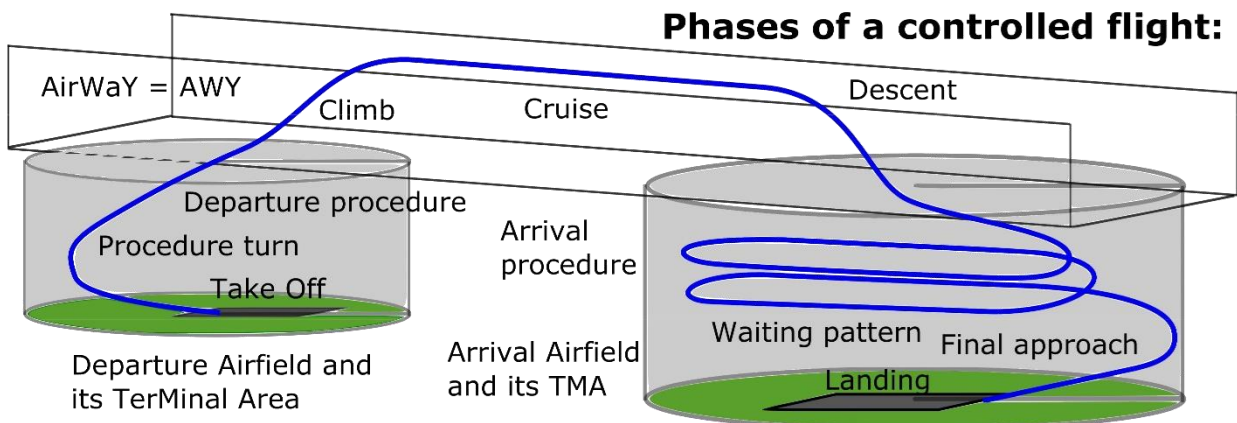 Phases of a controlled flight:
AirWaY = AWY
Climb
Cruise
Descent
Departure procedure
Procedure turn
Take Off
Departure Airfield and
its TerMinal Area
Arrival
procedure
Waiting pattern
Final approach
Landing
Arrival Airfield
and its TMA